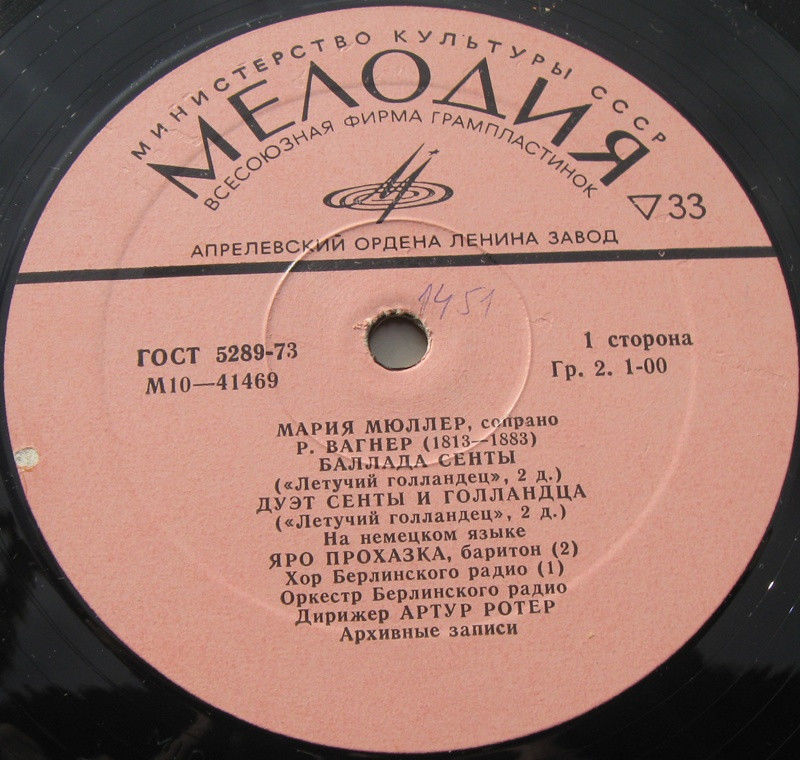 МИНИСТЕРСТВО КУЛЬТУРЫ СССР
МЕЛОДИЯ
ВСЕСОЮЗНАЯ ФИРМА ГРАМПЛАСТИНОК
33
АПРЕЛЕВСКИЙ ОРДЕНА ЛЕНИНА ЗАВОД
1451
ГОСТ 5289-73
М10—41469
1 сторона
Гр. 2. 1-00
МАРИЯ МЮЛЛЕР, сопрано
Р. ВАГНЕР (1813—1883)
БАЛЛАДА СЕНТЫ
(«Летучий голландец», 2 д.)
ДУЭТ СЕНТЫ И ГОЛЛАНДЦА
(«Летучий голландец», 2 д.)
На немецком языке
ЯРО ПРОХАЗКА, баритон (2)
Хор Берлинского радио (1)
Оркестр Берлинского радио
Дирижер АРТУР РОТЕР
Архивные записи